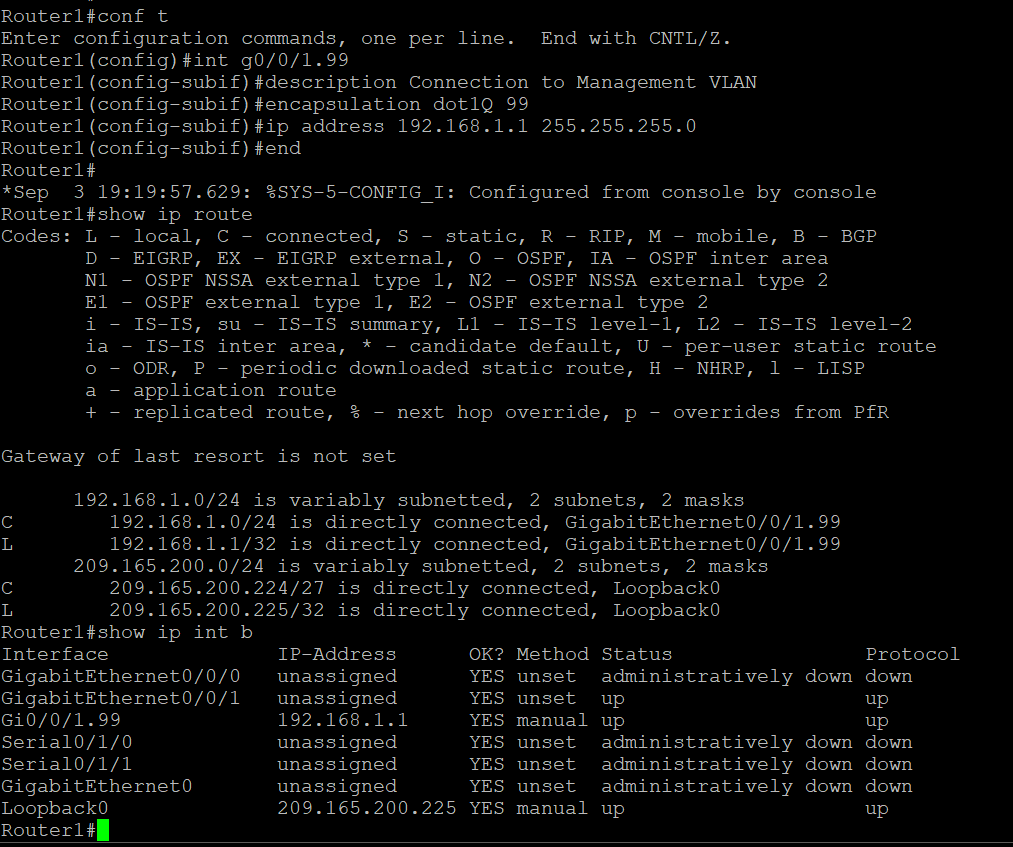 Router1#conf t
Enter configuration commands, one per line.  End with CNTL/Z.
Router1(config)#int g0/0/1.99
Router1(config-subif)#description Connection to Management VLAN
Router1(config-subif)#encapsulation dot1Q 99
Router1(config-subif)#ip address 192.168.1.1 255.255.255.0
Router1(config-subif)#end
Router1#
*Sep  3 19:19:57.629: %SYS-5-CONFIG_I: Configured from console by console
Router1#show ip route
Codes: L - local, C - connected, S - static, R - RIP, M - mobile, B - BGP
       D - EIGRP, EX - EIGRP external, O - OSPF, IA - OSPF inter area
       N1 - OSPF NSSA external type 1, N2 - OSPF NSSA external type 2
       E1 - OSPF external type 1, E2 - OSPF external type 2
       i - IS-IS, su - IS-IS summary, L1 - IS-IS level-1, L2 - IS-IS level-2
       ia - IS-IS inter area, * - candidate default, U - per-user static route
       o - ODR, P - periodic downloaded static route, H - NHRP, l - LISP
       a - application route
       + - replicated route, % - next hop override, p - overrides from PfR

Gateway of last resort is not set

      192.168.1.0/24 is variably subnetted, 2 subnets, 2 masks
C        192.168.1.0/24 is directly connected, GigabitEthernet0/0/1.99
L        192.168.1.1/32 is directly connected, GigabitEthernet0/0/1.99
      209.165.200.0/24 is variably subnetted, 2 subnets, 2 masks
C        209.165.200.224/27 is directly connected, Loopback0
L        209.165.200.225/32 is directly connected, Loopback0
Router1#show ip int b
Interface              IP-Address      OK? Method Status                Protocol
GigabitEthernet0/0/0   unassigned      YES unset  administratively down down
GigabitEthernet0/0/1   unassigned      YES unset  up                    up
Gi0/0/1.99             192.168.1.1     YES manual up                    up
Serial0/1/0            unassigned      YES unset  administratively down down
Serial0/1/1            unassigned      YES unset  administratively down down
GigabitEthernet0       unassigned      YES unset  administratively down down
Loopback0              209.165.200.225 YES manual up                    up
Router1#